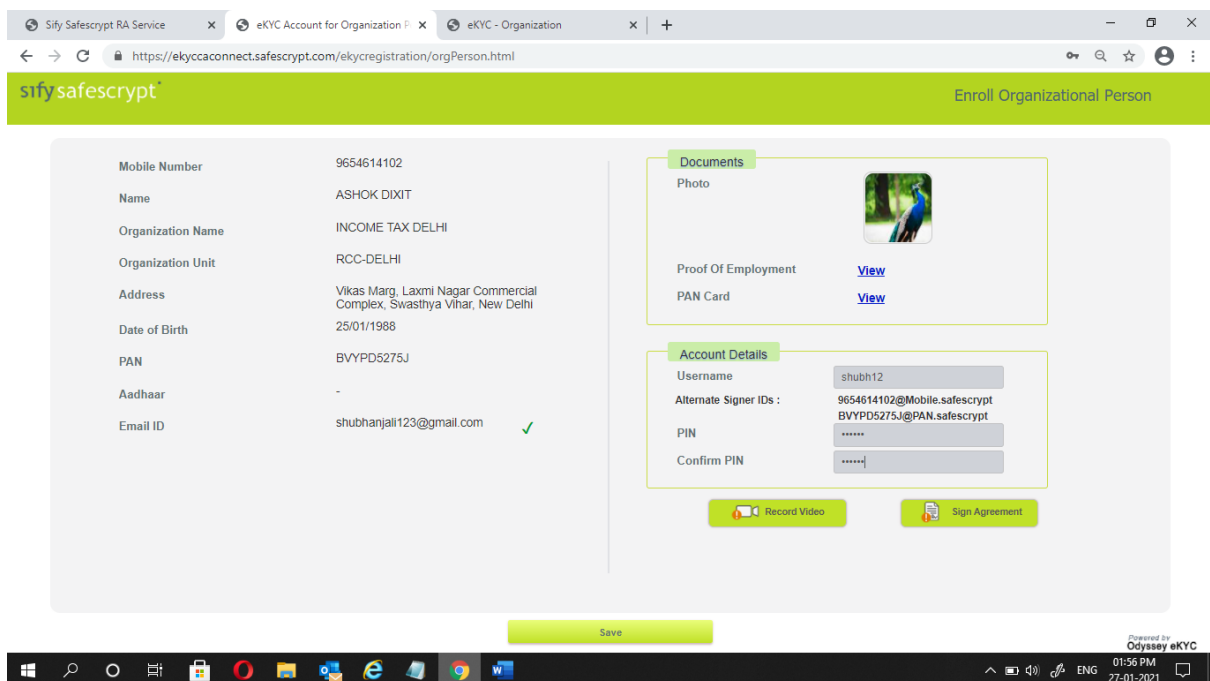 Sify Safescrypt RA Service
eKYC Account for Organization P
eKYC - Organization
https://ekyccaconnect.safescrypt.com/ekycregistration/orgPerson.html
sify safescrypt
Enroll Organizational Person
Mobile Number 9654614102
Name ASHOK DIXIT
Organization Name INCOME TAX DELHI
Organization Unit RCC-DELHI
Address Vikas Marg, Laxmi Nagar Commercial
Complex, Swasthya Vihar, New Delhi
Date of Birth 25/01/1988
PAN BVYPD5275J
Aadhaar -
Email ID shubhanjali123@gmail.com
Documents
Photo
Proof Of Employment View
PAN Card View
Account Details
Username shubh12
Alternate Signer IDs : 9654614102@Mobile.safescrypt
BVYPD5275J@PAN.safescrypt
PIN ••••••
Confirm PIN ••••••
Record Video
Sign Agreement
Save
Powered by
Odyssey eKYC
ENG
01:56 PM
27-01-2021